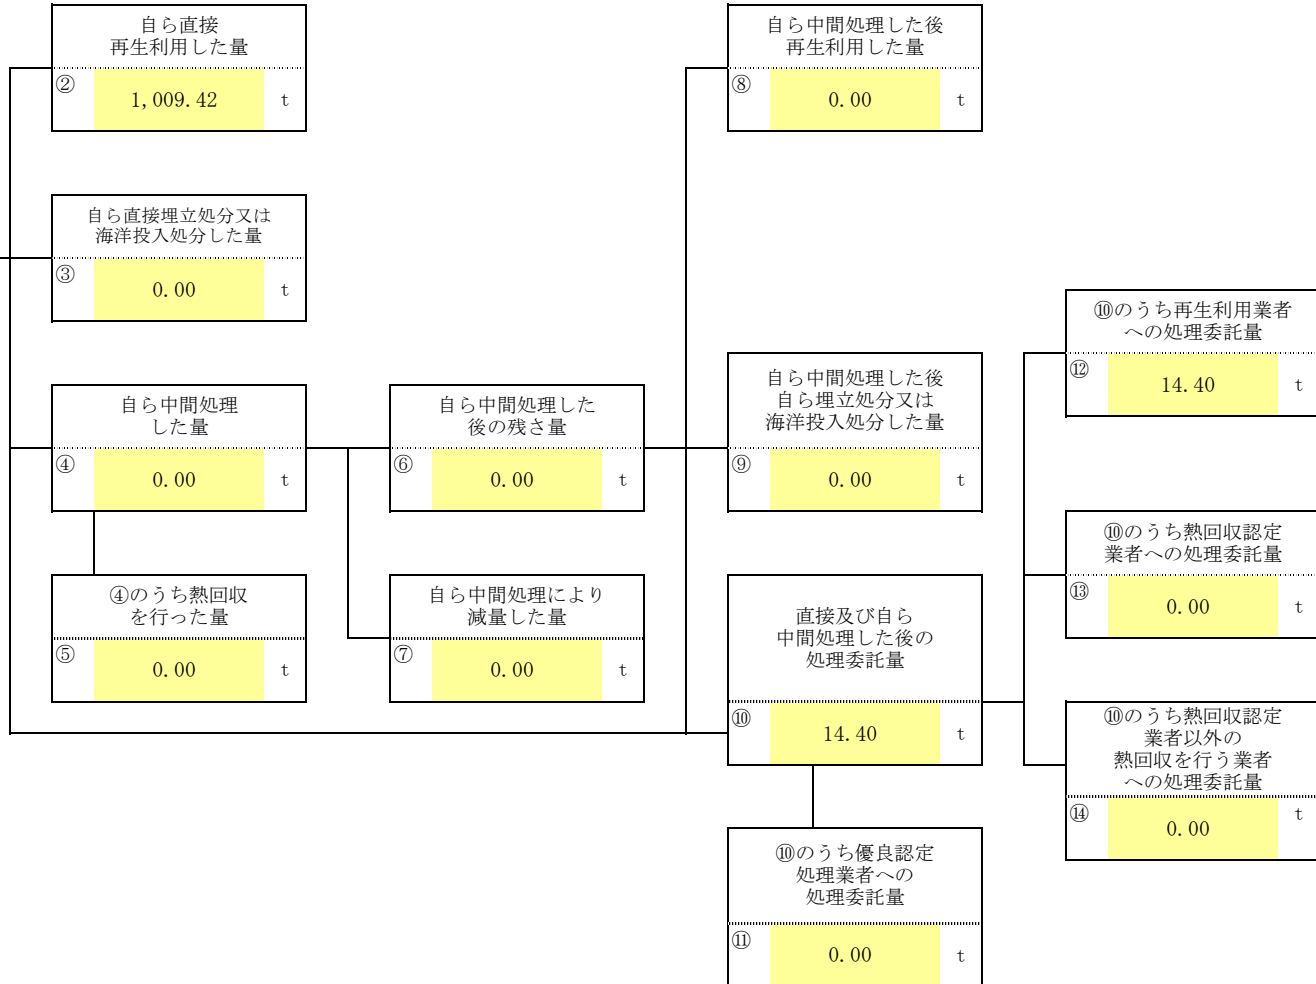 自ら直接
再生利用した量
②
1,009.42
t
自ら直接埋立処分又は
海洋投入処分した量
③
0.00
t
自ら中間処理
した量
④
0.00
t
④のうち熱回収
を行った量
⑤
0.00
t
自ら中間処理した
後の残さ量
⑥
0.00
t
自ら中間処理により
減量した量
⑦
0.00
t
自ら中間処理した後
再生利用した量
⑧
0.00
t
自ら中間処理した後
自ら埋立処分又は
海洋投入処分した量
⑨
0.00
t
直接及び自ら
中間処理した後の
処理委託量
⑩
14.40
t
⑩のうち優良認定
処理業者への
処理委託量
⑪
0.00
t
⑩のうち再生利用業者
への処理委託量
⑫
14.40
t
⑩のうち熱回収認定
業者への処理委託量
⑬
0.00
t
⑩のうち熱回収認定
業者以外の
熱回収を行う業者
への処理委託量
⑭
0.00
t